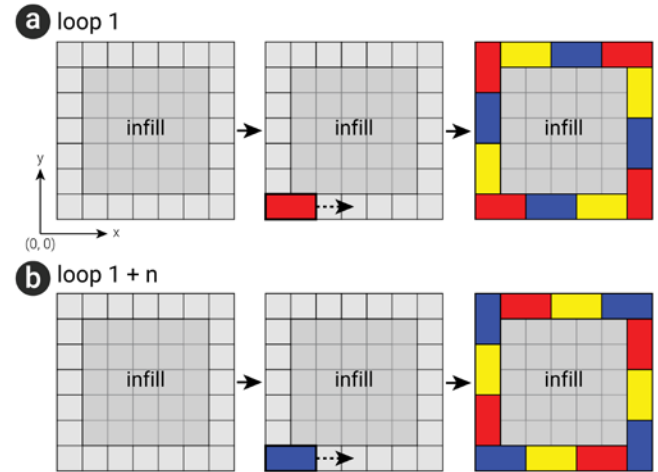 a loop 1
infill infill infill
y
x
(0, 0)
b loop 1 + n
infill infill infill